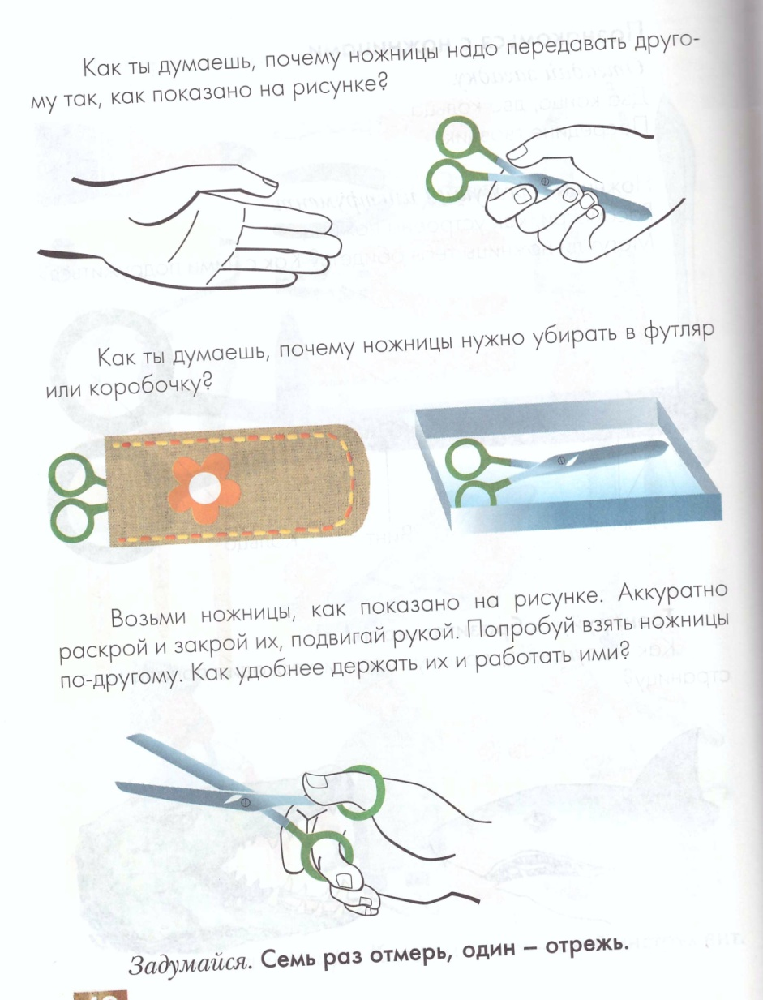 Как ты думаешь, почему ножницы надо передавать друго-
му так, как показано на рисунке?
Как ты думаешь, почему ножницы нужно убирать в футляр
или коробочку?
Возьми ножницы, как показано на рисунке. Аккуратно
раскрой и закрой их, подвигай рукой. Попробуй взять ножницы
по-другому. Как удобнее держать их и работать ими?
Задумайся. Семь раз отмерь, один – отрежь.